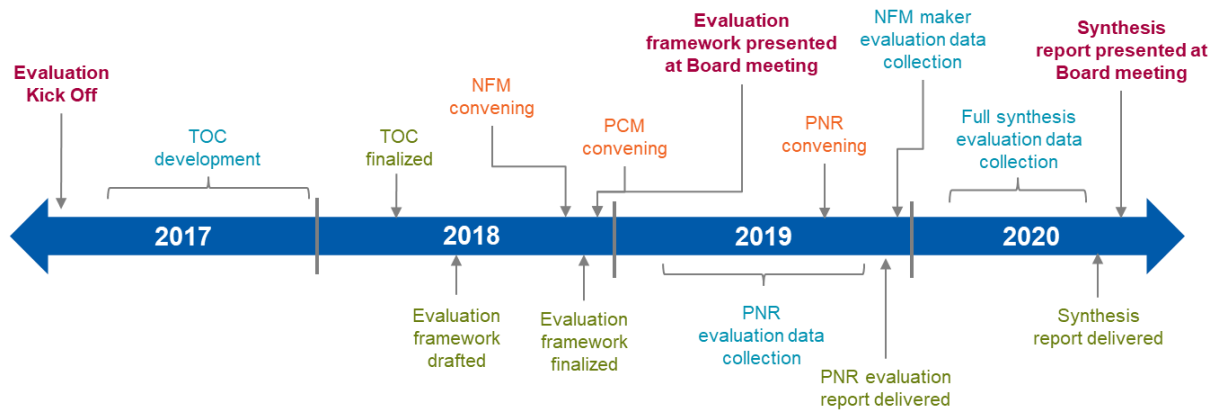 Evaluation
Kick Off
TOC
development
TOC
finalized
NFM
convening
PCM
convening
Evaluation
framework presented
at Board meeting
PNR
convening
NFM maker
evaluation data
collection
Full synthesis
evaluation data
collection
Synthesis
report presented at
Board meeting
2017
2018
2019
2020
Evaluation
framework
drafted
Evaluation
framework
finalized
PNR
evaluation data
collection
PNR evaluation
report delivered
Synthesis
report delivered